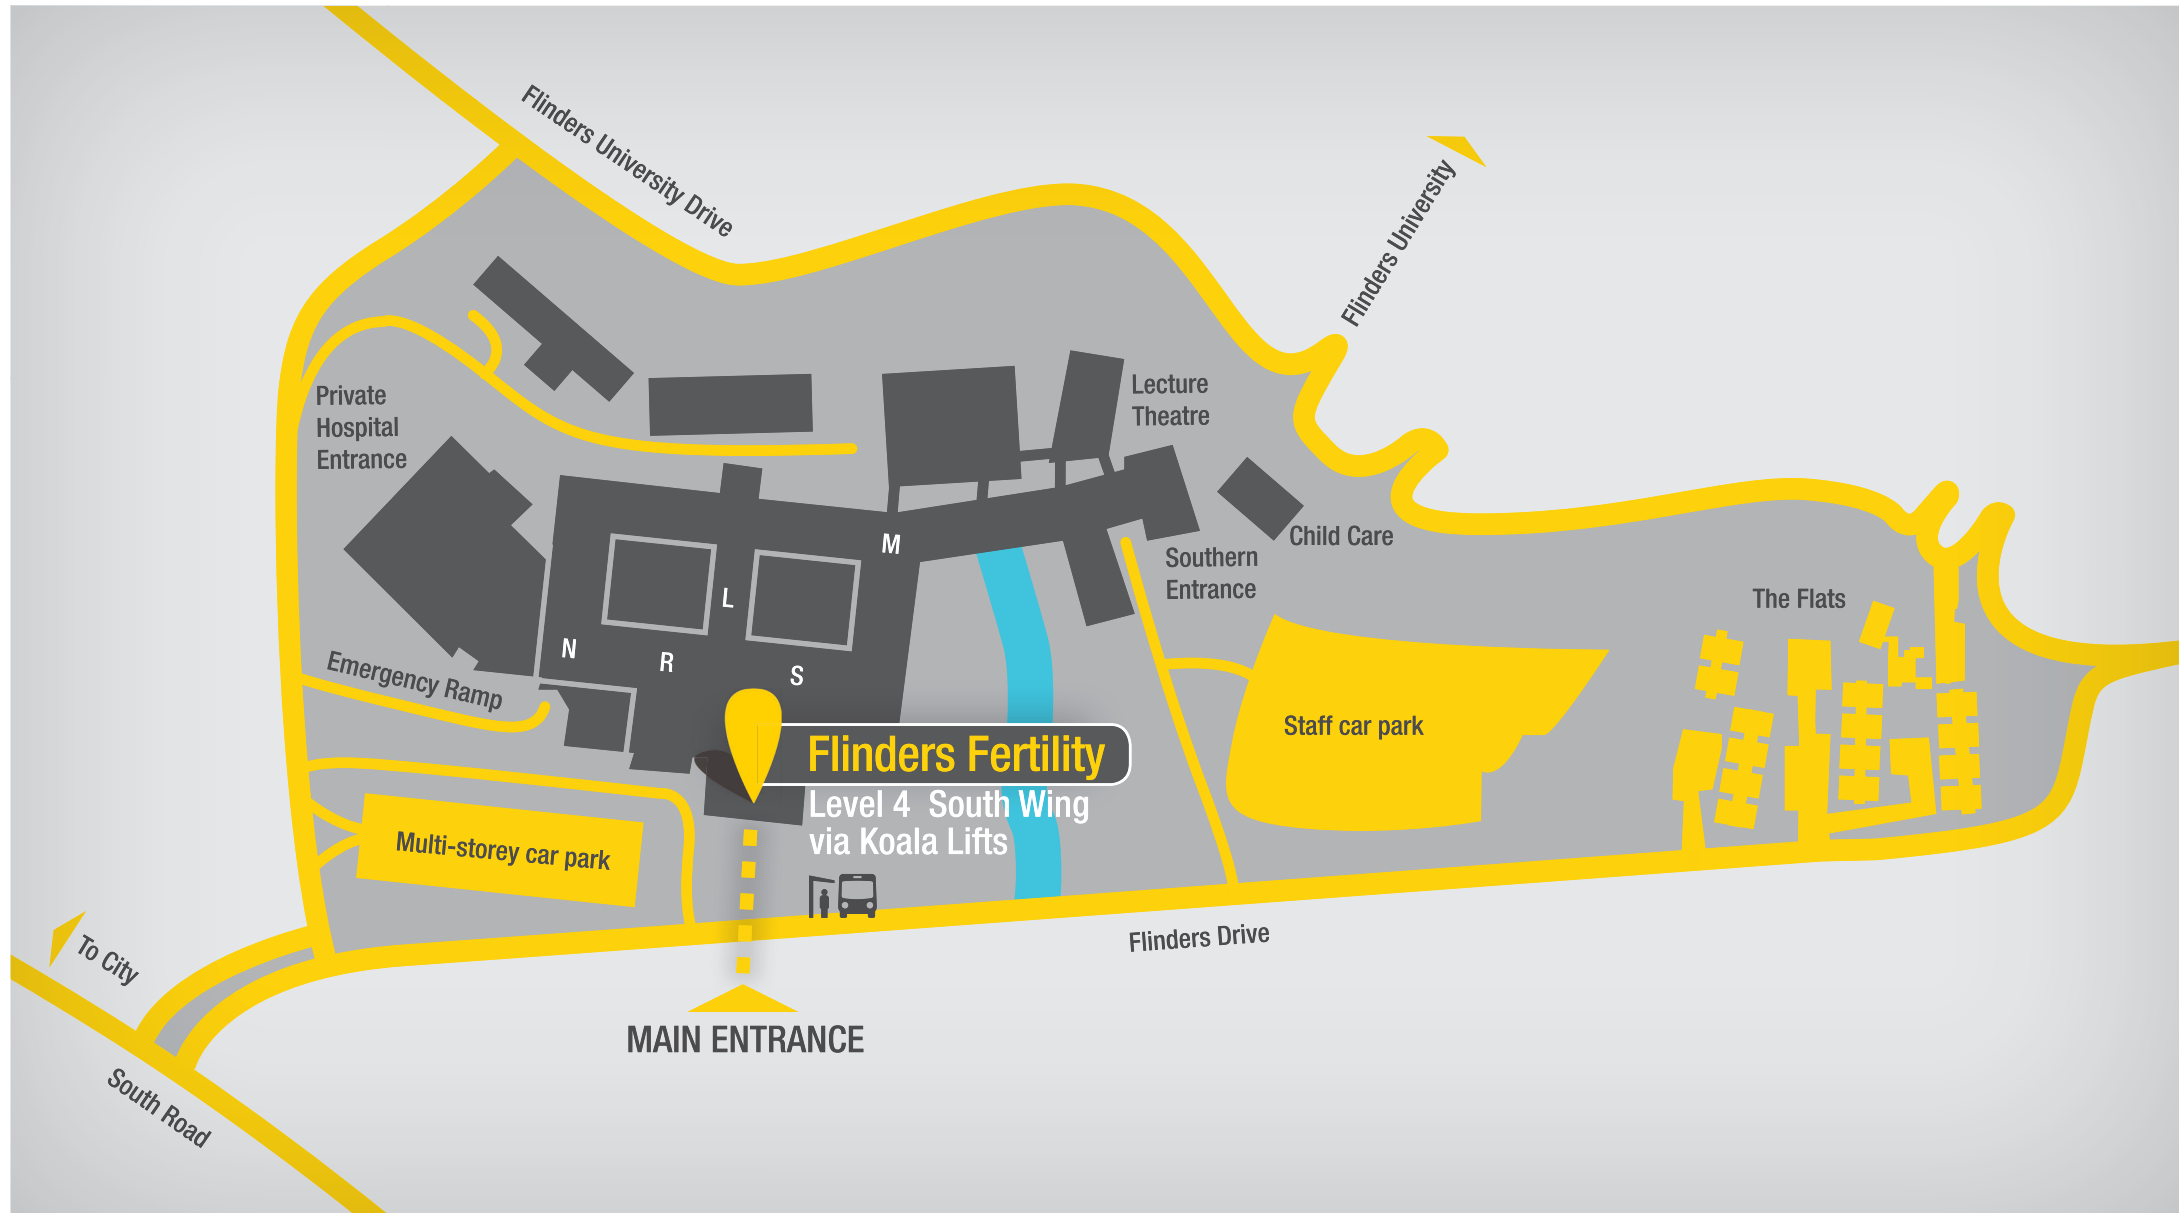 Flinders University Drive
Flinders University
Private
Hospital
Entrance
Lecture
Theatre
Child Care
M
Southern
Entrance
L
The Flats
N
R
S
Emergency Ramp
Staff car park
Flinders Fertility
Level 4 South Wing
via Koala Lifts
Multi-storey car park
Flinders Drive
To City
MAIN ENTRANCE
South Road